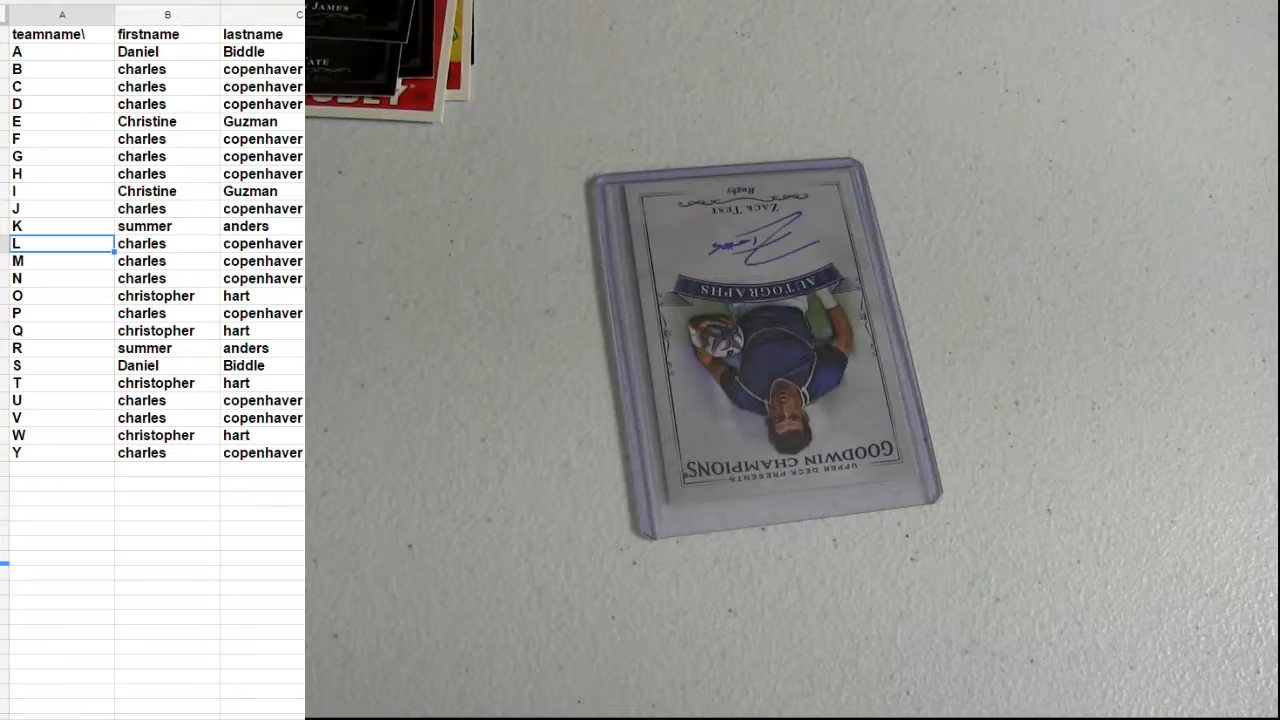 A B C
teamname\ firstname lastname
A Daniel Biddle
B charles copenhaver
C charles copenhaver
D charles copenhaver
E Christine Guzman
F charles copenhaver
G charles copenhaver
H charles copenhaver
I Christine Guzman
J charles copenhaver
K summer anders
L charles copenhaver
M charles copenhaver
N charles copenhaver
O christopher hart
P charles copenhaver
Q christopher hart
R summer anders
S Daniel Biddle
T christopher hart
U charles copenhaver
V charles copenhaver
W christopher hart
Y charles copenhaver
JAMES
UPPER DECK PRESENTS
GOODWIN CHAMPIONS
AUTOGRAPHS
ZACK TEST
Rugby